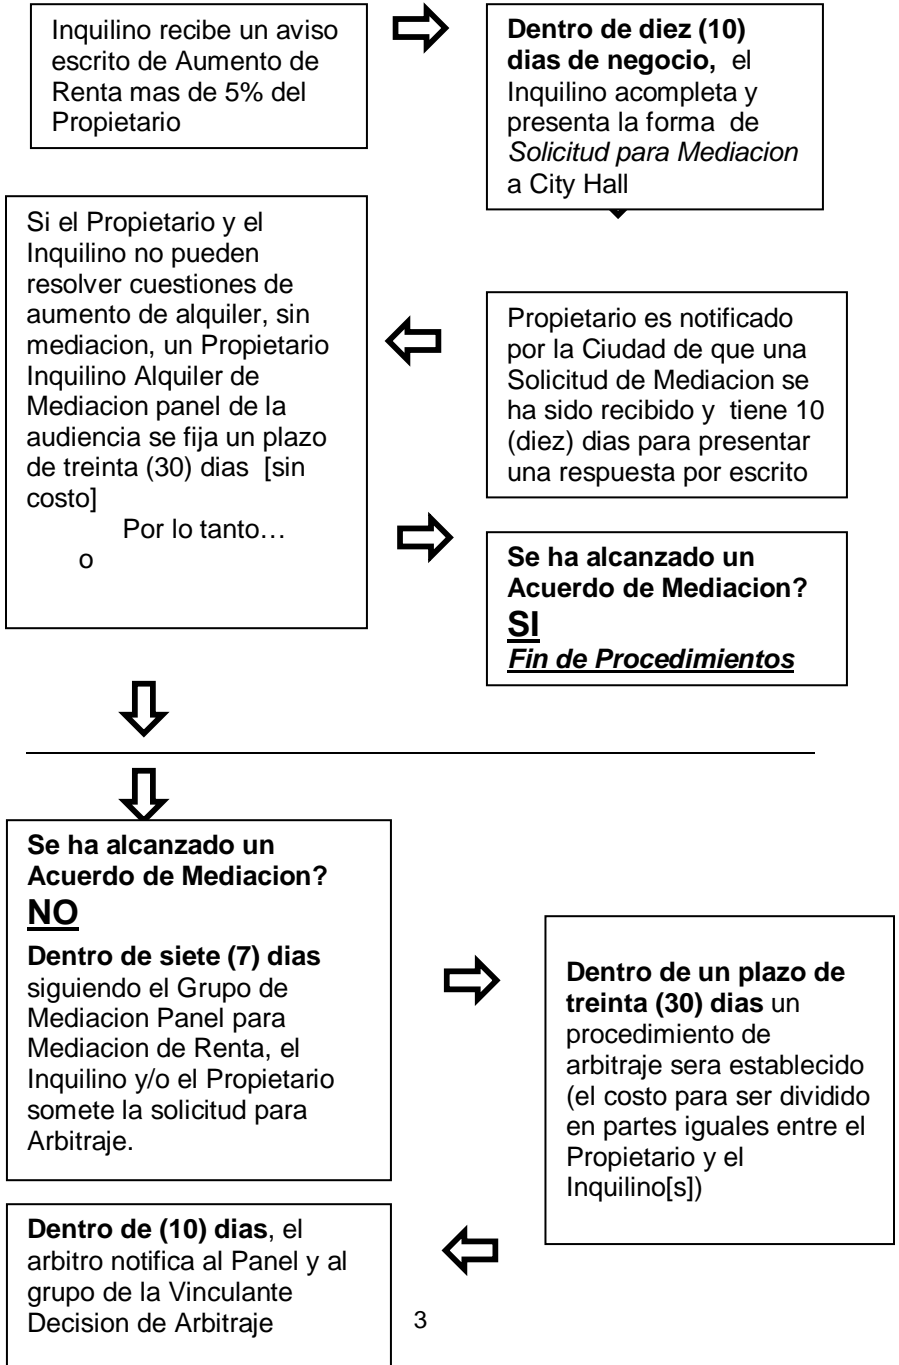 Inquilino recibe un aviso
escrito de Aumento de
Renta mas de 5% del
Propietario
Dentro de diez (10)
dias de negocio, el
Inquilino acompleta y
presenta la forma de
Solicitud para Mediacion
a City Hall
Propietario es notificado
por la Ciudad de que una
Solicitud de Mediacion se
ha sido recibido y tiene 10
(diez) dias para presentar
una respuesta por escrito
Si el Propietario y el
Inquilino no pueden
resolver cuestiones de
aumento de alquiler, sin
mediacion, un Propietario
Inquilino Alquiler de
Mediacion panel de la
audiencia se fija un plazo
de treinta (30) dias [sin
costo]
Por lo tanto…
o
Se ha alcanzado un
Acuerdo de Mediacion?
SI
Fin de Procedimientos
Se ha alcanzado un
Acuerdo de Mediacion?
NO
Dentro de siete (7) dias
siguiendo el Grupo de
Mediacion Panel para
Mediacion de Renta, el
Inquilino y/o el Propietario
somete la solicitud para
Arbitraje.
Dentro de un plazo de
treinta (30) dias un
procedimiento de
arbitraje sera establecido
(el costo para ser dividido
en partes iguales entre el
Propietario y el
Inquilino[s])
Dentro de (10) dias, el
arbitro notifica al Panel y al
grupo de la Vinculante
Decision de Arbitraje
3